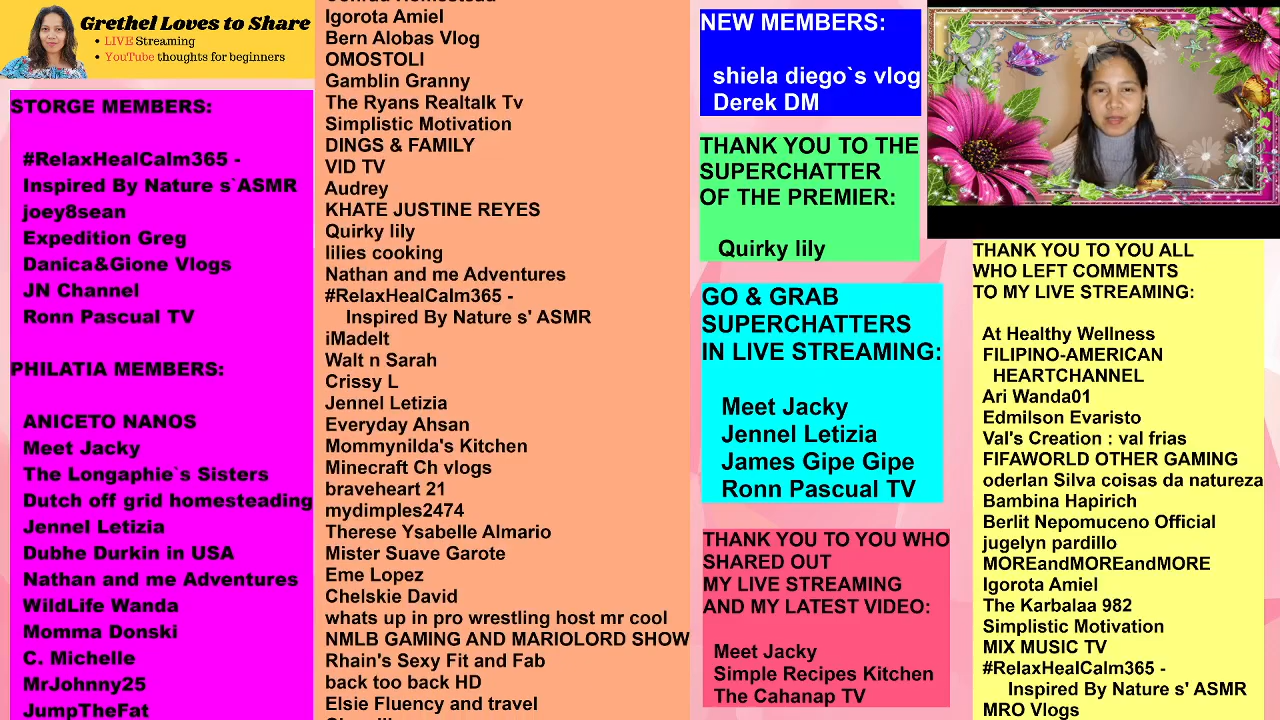 Grethel Loves to Share
• LIVE Streaming
• YouTube thoughts for beginners
STORGE MEMBERS:
#RelaxHealCalm365 -
Inspired By Nature s`ASMR
joey8sean
Expedition Greg
Danica&Gione Vlogs
JN Channel
Ronn Pascual TV
PHILATIA MEMBERS:
ANICETO NANOS
Meet Jacky
The Longaphie`s Sisters
Dutch off grid homesteading
Jennel Letizia
Dubhe Durkin in USA
Nathan and me Adventures
WildLife Wanda
Momma Donski
C. Michelle
MrJohnny25
JumpTheFat
Igorota Amiel
Bern Alobas Vlog
OMOSTOLI
Gamblin Granny
The Ryans Realtalk Tv
Simplistic Motivation
DINGS & FAMILY
VID TV
Audrey
KHATE JUSTINE REYES
Quirky lily
lilies cooking
Nathan and me Adventures
#RelaxHealCalm365 -
Inspired By Nature s' ASMR
iMadeIt
Walt n Sarah
Crissy L
Jennel Letizia
Everyday Ahsan
Mommynilda's Kitchen
Minecraft Ch vlogs
braveheart 21
mydimples2474
Therese Ysabelle Almario
Mister Suave Garote
Eme Lopez
Chelskie David
whats up in pro wrestling host mr cool
NMLB GAMING AND MARIOLORD SHOW
Rhain's Sexy Fit and Fab
back too back HD
Elsie Fluency and travel
NEW MEMBERS:
shiela diego`s vlog
Derek DM
THANK YOU TO THE
SUPERCHATTER
OF THE PREMIER:
Quirky lily
GO & GRAB
SUPERCHATTERS
IN LIVE STREAMING:
Meet Jacky
Jennel Letizia
James Gipe Gipe
Ronn Pascual TV
THANK YOU TO YOU WHO
SHARED OUT
MY LIVE STREAMING
AND MY LATEST VIDEO:
Meet Jacky
Simple Recipes Kitchen
The Cahanap TV
THANK YOU TO YOU ALL
WHO LEFT COMMENTS
TO MY LIVE STREAMING:
At Healthy Wellness
FILIPINO-AMERICAN
HEARTCHANNEL
Ari Wanda01
Edmilson Evaristo
Val's Creation : val frias
FIFAWORLD OTHER GAMING
oderlan Silva coisas da natureza
Bambina Hapirich
Berlit Nepomuceno Official
jugelyn pardillo
MOREandMOREandMORE
Igorota Amiel
The Karbalaa 982
Simplistic Motivation
MIX MUSIC TV
#RelaxHealCalm365 -
Inspired By Nature s' ASMR
MRO Vlogs